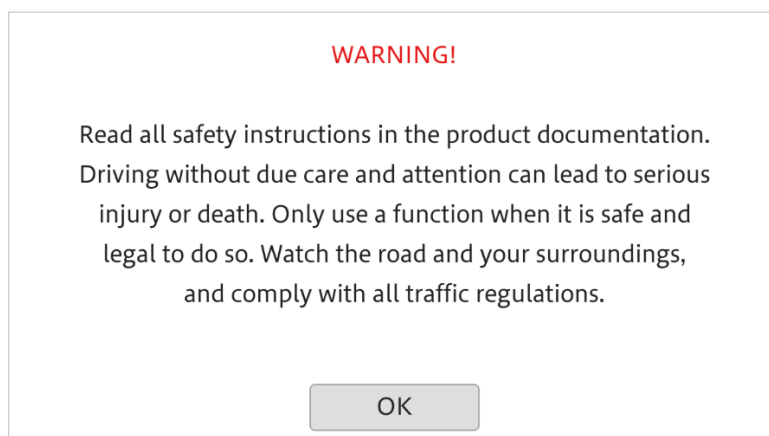 WARNING!
Read all safety instructions in the product documentation.
Driving without due care and attention can lead to serious
injury or death. Only use a function when it is safe and
legal to do so. Watch the road and your surroundings,
and comply with all traffic regulations.
OK